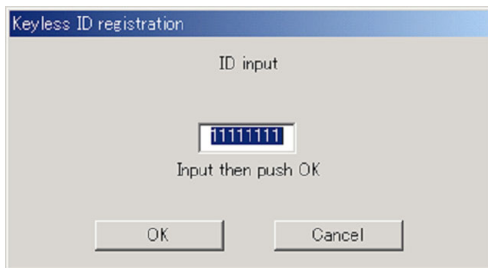 Keyless ID registration
ID input
11111111
Input then push OK
OK
Cancel